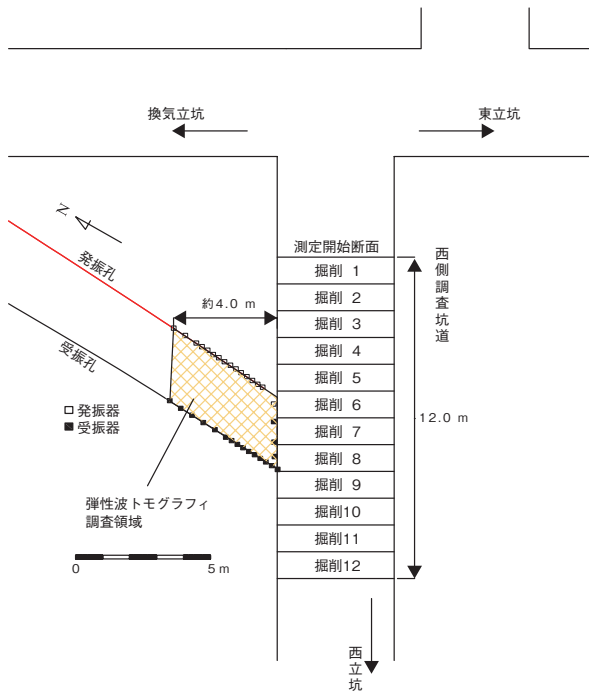 換気立坑
東立坑
N
測定開始断面
西側調査坑道
発振孔
掘削 1
掘削 2
約4.0 m
掘削 3
掘削 4
受振孔
掘削 5
掘削 6
□ 発振器
12.0 m
■ 受振器
掘削 7
掘削 8
掘削 9
弾性波トモグラフィ
調査領域
掘削10
掘削11
掘削12
0
5 m
西立坑